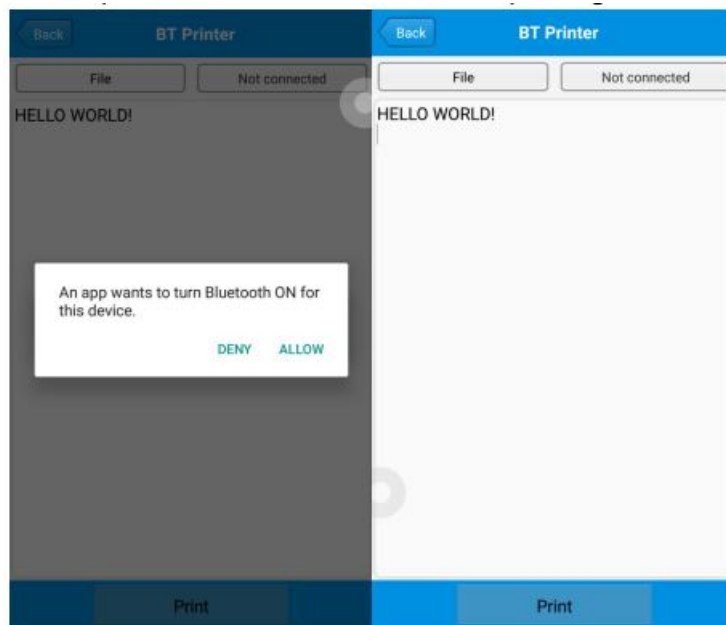 Back
BT Printer
File
Not connected
HELLO WORLD!
An app wants to turn Bluetooth ON for
this device.
DENY
ALLOW
Print
Back
BT Printer
File
Not connected
HELLO WORLD!
Print